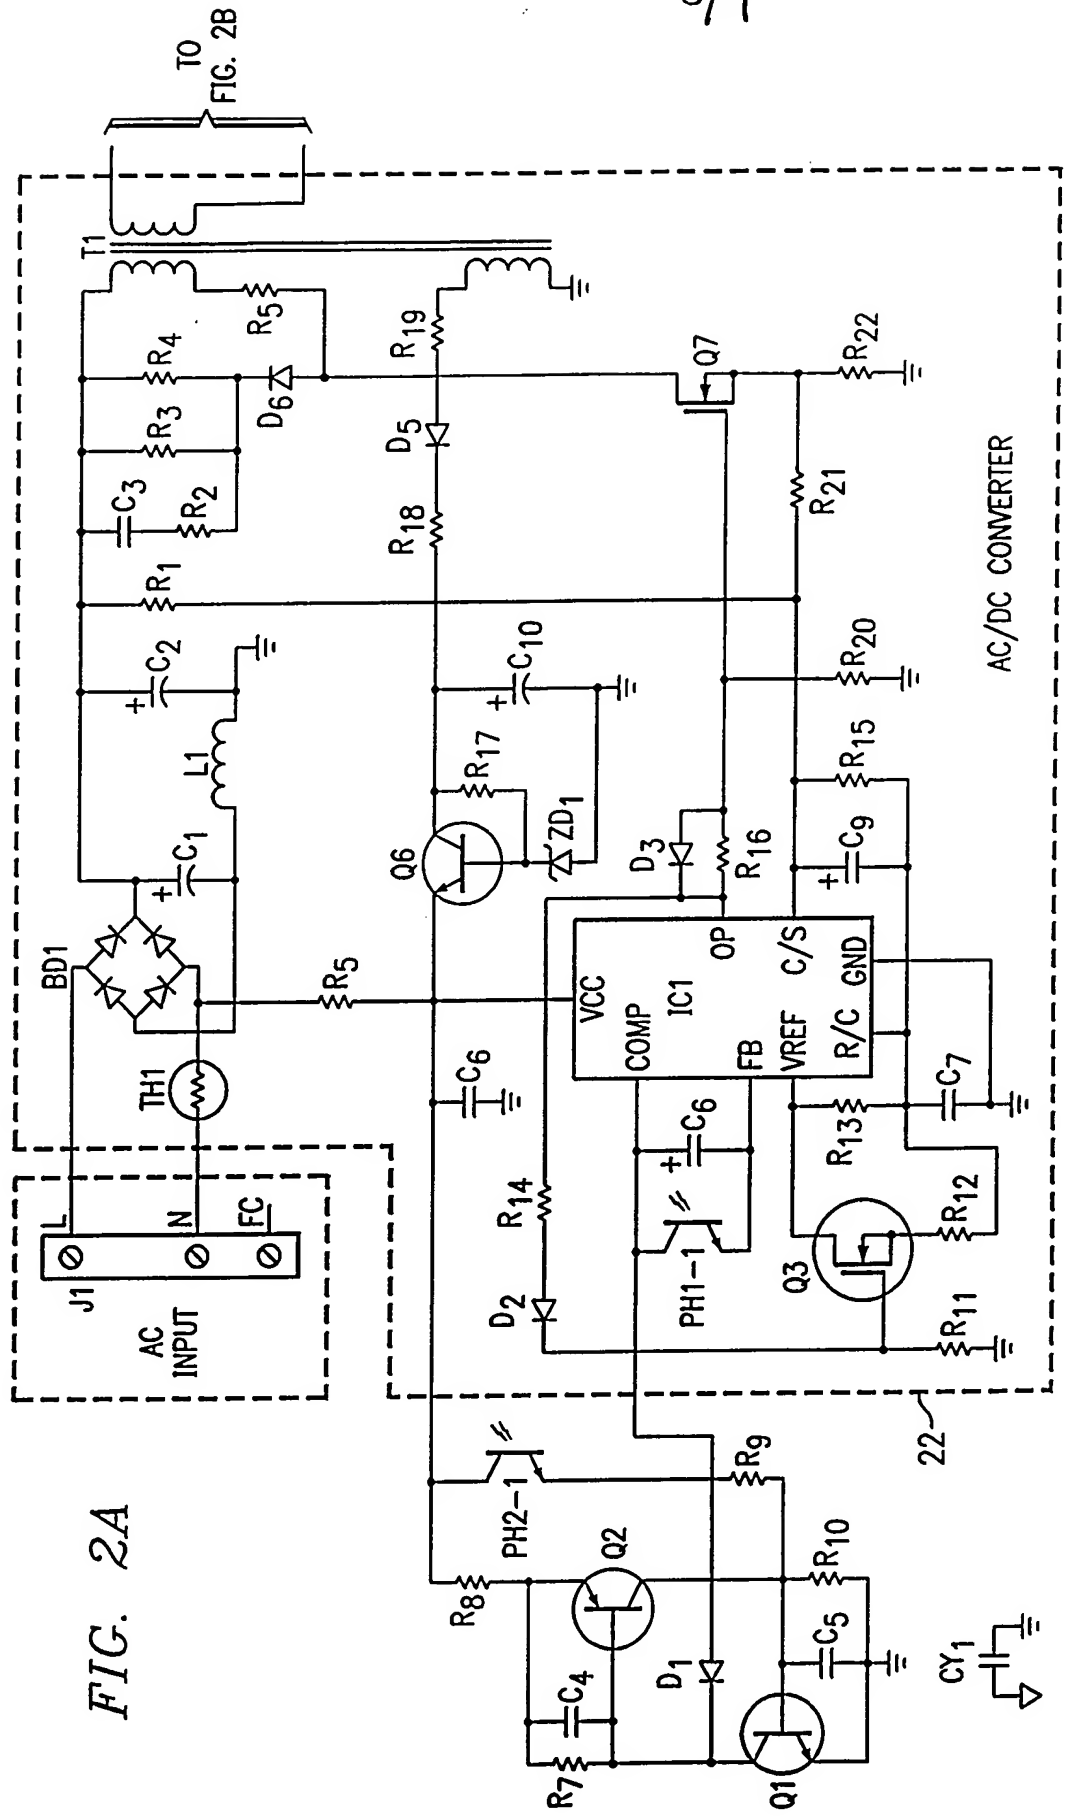 FIG. 2A
TO
FIG. 2B
AC
INPUT
J1
L
N
FG
TH1
BD1
C1
L1
C2
R1
C3
R2
R3
R4
D6
R5
T1
R5
C6
Q6
R17
ZD1
C10
R18
D5
R19
VCC
COMP
IC1
OP
FB
C/S
VREF
R/C
GND
D3
R16
R14
D2
C6
PH1-1
Q3
R13
C7
R12
R11
C9
R15
R20
R21
Q7
R22
AC/DC CONVERTER
22
PH2-1
R9
R8
Q2
R7
C4
D1
Q1
C5
R10
CY1